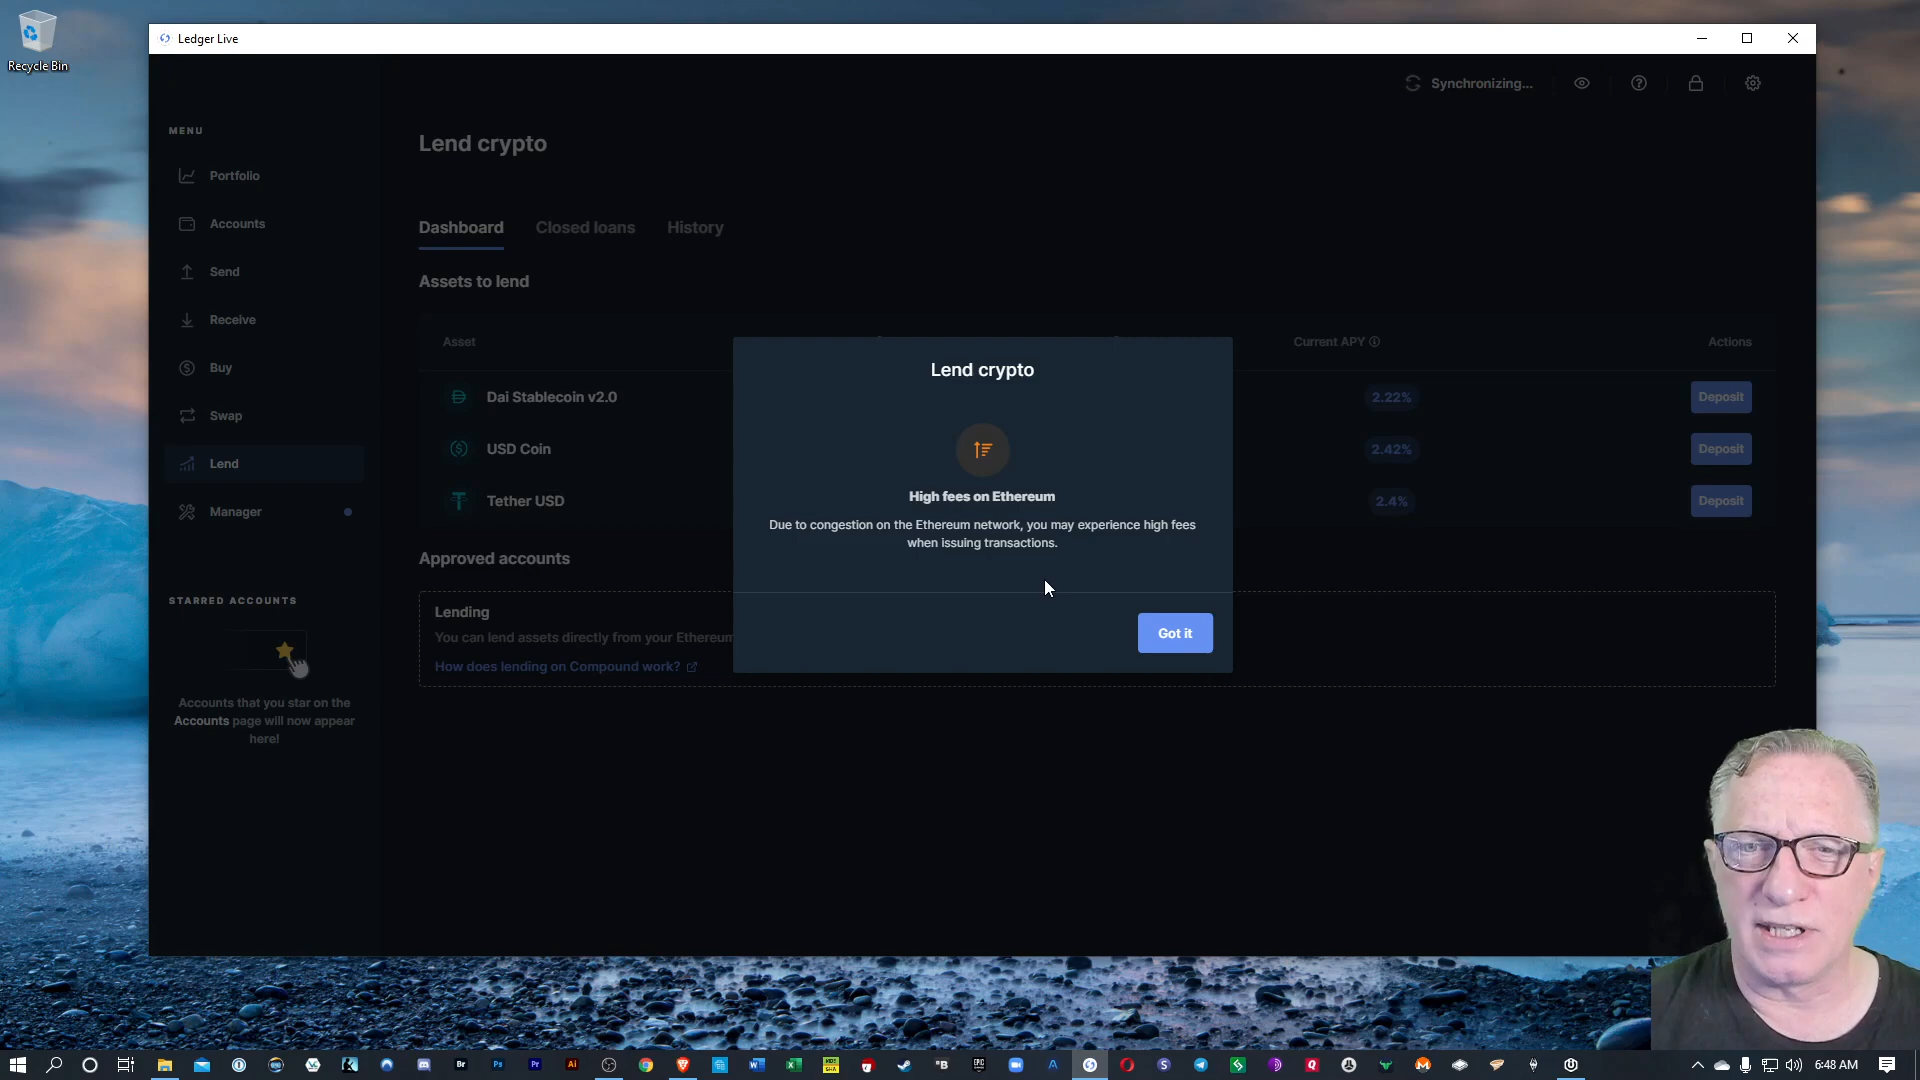 Recycle Bin
Ledger Live
Synchronizing...
MENU
Portfolio
Accounts
Send
Receive
Buy
Swap
Lend
Manager
STARRED ACCOUNTS
Accounts that you star on the
Accounts page will now appear
here!
Lend crypto
Dashboard Closed loans History
Assets to lend
Asset Current APY Actions
Dai Stablecoin v2.0 2.22% Deposit
USD Coin 2.42% Deposit
Tether USD 2.4% Deposit
Approved accounts
Lending
You can lend assets directly from your Ethereum
How does lending on Compound work?
Lend crypto
High fees on Ethereum
Due to congestion on the Ethereum network, you may experience high fees
when issuing transactions.
Got it
Br Ps Pr Ai
6:48 AM